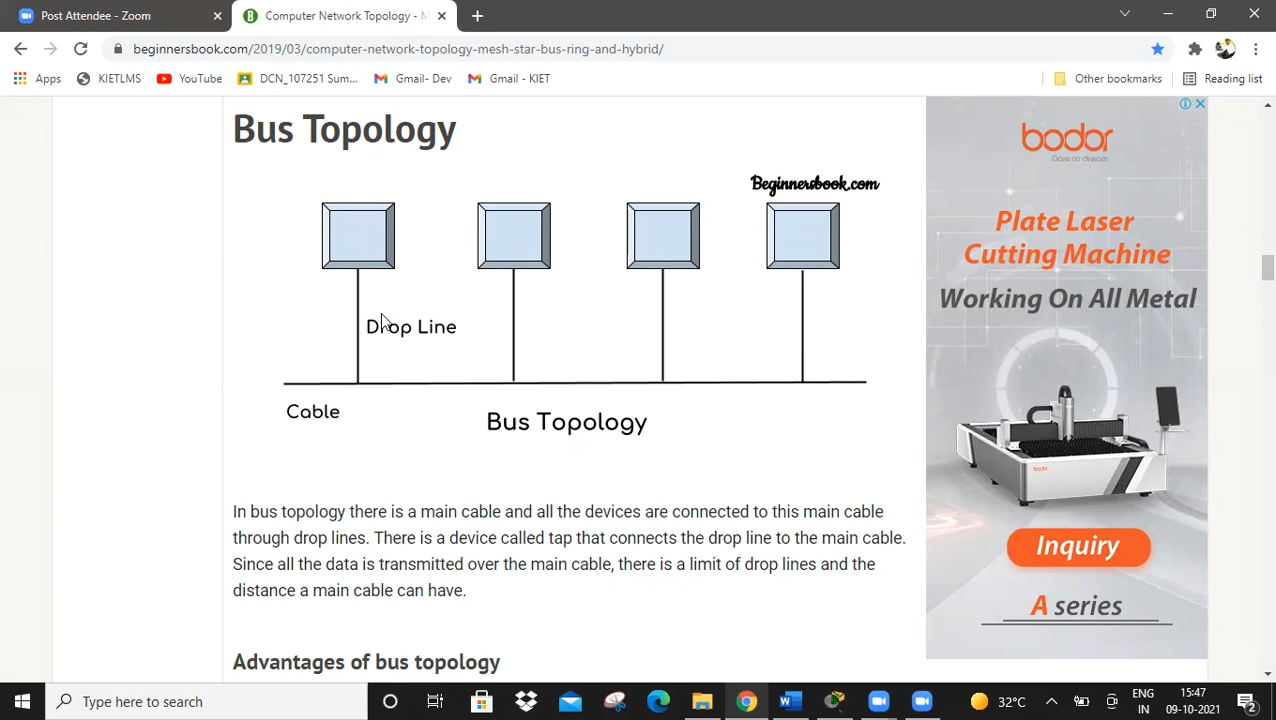 Post Attendee - Zoom
Computer Network Topology - M
beginnersbook.com/2019/03/computer-network-topology-mesh-star-bus-ring-and-hybrid/
Apps
KIETLMS
YouTube
DCN_107251 Sum...
Gmail- Dev
Gmail - KIET
Other bookmarks
Reading list
Bus Topology
Beginnersbook.com
Drop Line
Cable
Bus Topology
In bus topology there is a main cable and all the devices are connected to this main cable
through drop lines. There is a device called tap that connects the drop line to the main cable.
Since all the data is transmitted over the main cable, there is a limit of drop lines and the
distance a main cable can have.
Advantages of bus topology
bodor
Dare to dream
Plate Laser
Cutting Machine
Working On All Metal
bodor
Inquiry
A series
Type here to search
32°C
ENG
IN
15:47
09-10-2021
2